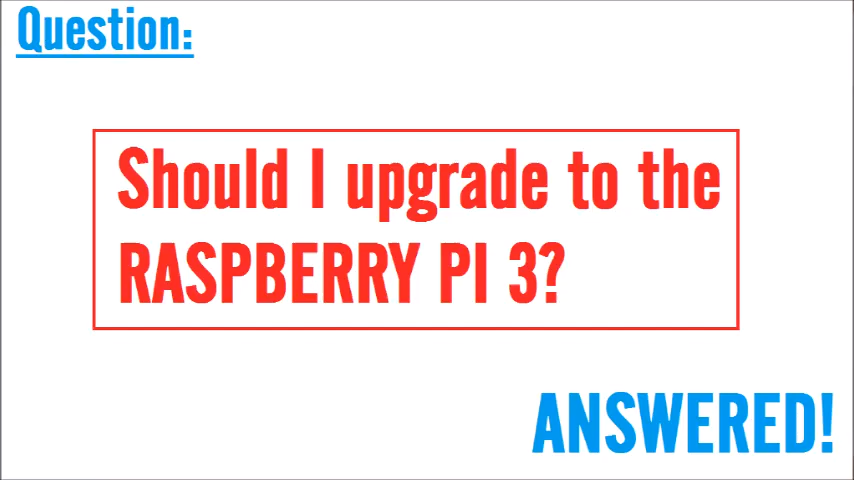 Question:
Should I upgrade to the
RASPBERRY PI 3?
ANSWERED!